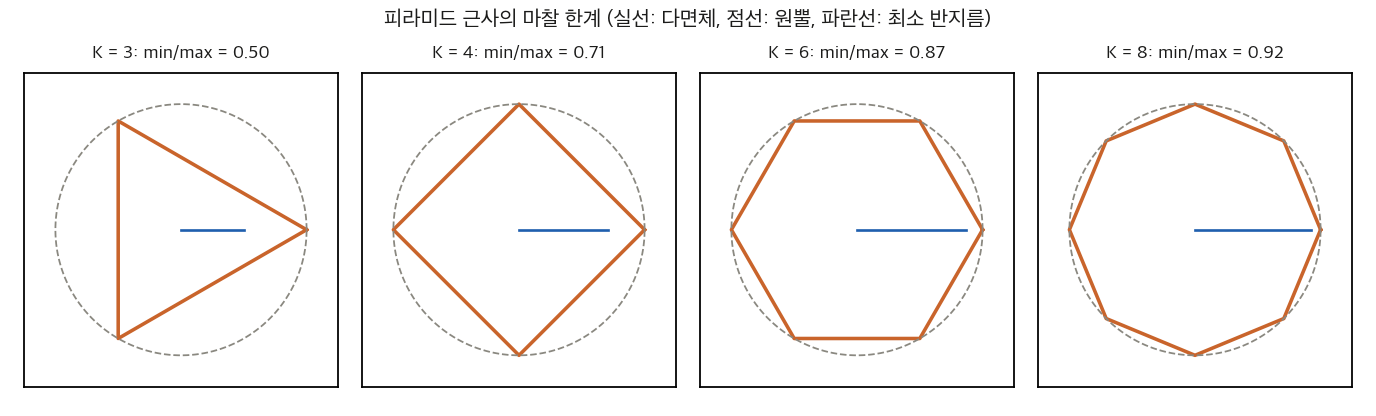 피라미드 근사의 마찰 한계 (실선: 다면체, 점선: 원뿔, 파란선: 최소 반지름)
K = 3: min/max = 0.50
K = 4: min/max = 0.71
K = 6: min/max = 0.87
K = 8: min/max = 0.92